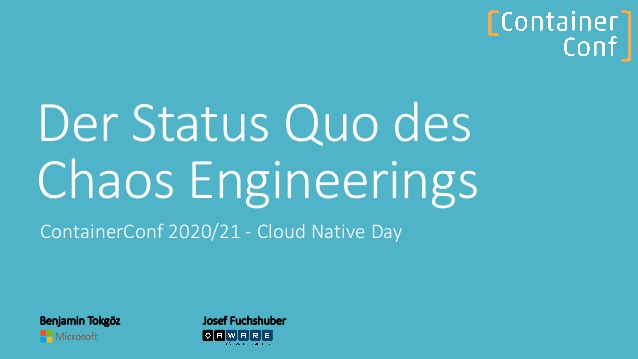 [Container
Conf]
Der Status Quo des
Chaos Engineerings
ContainerConf 2020/21 - Cloud Native Day
Benjamin Tokgöz
Josef Fuchshuber
Microsoft
QAWARE